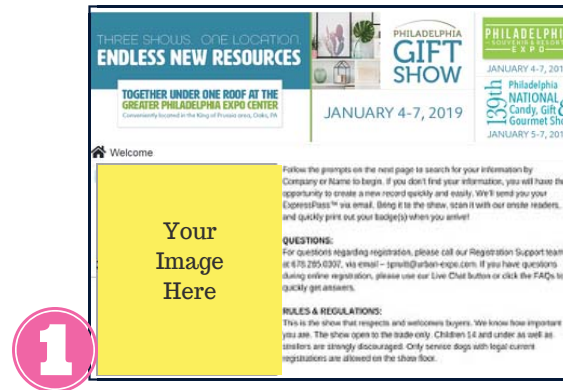 THREE SHOWS. ONE LOCATION.
ENDLESS NEW RESOURCES
TOGETHER UNDER ONE ROOF AT THE
GREATER PHILADELPHIA EXPO CENTER
Conveniently located in the King of Prussia area, Oaks, PA
PHILADELPHIA
GIFT
SHOW
JANUARY 4-7, 2019
PHILADELPHI
SOUVENIR & RESORT
EXPO
JANUARY 4-7, 201
139th Philadelphia
NATIONAL
Candy, Gift &
Gourmet Sho
JANUARY 5-7, 201
Welcome
Your
Image
Here
Follow the prompts on the next page to search for your information by
Company or Name to begin. If you don't find your information, you will have the
opportunity to create a new record quickly and easily. We'll send you your
ExpressPass™ via email. Bring it to the show, scan it with our onsite readers,
and quickly print out your badge(s) when you arrive!
QUESTIONS:
For questions regarding registration, please call our Registration Support team
at 678.285.0307, via email – @urban-expo.com. If you have questions
during online registration, please use our Live Chat button or click the FAQs to
quickly get answers.
RULES & REGULATIONS:
This is the show that respects and welcomes buyers. We know how important
you are. The show open to the trade only. Children 14 and under as well as
strollers are strongly discouraged. Only service dogs with legal current
registrations are allowed on the show floor.
1